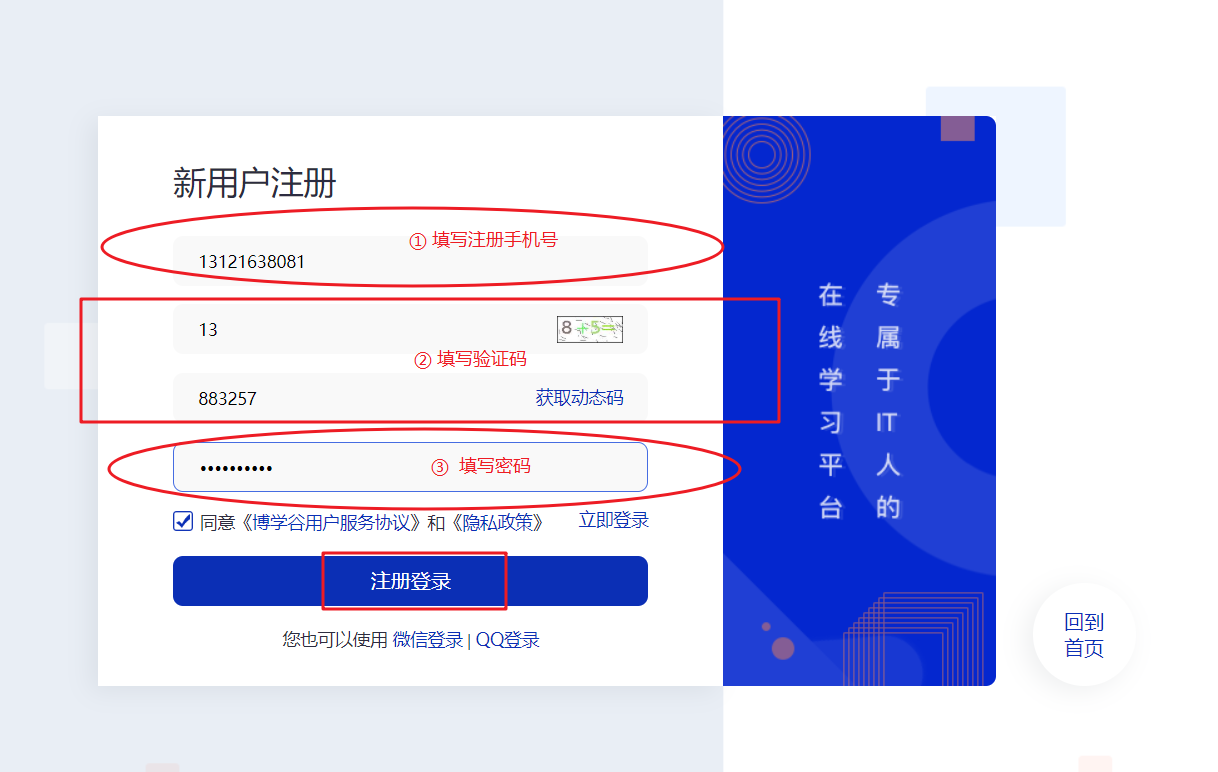 新用户注册
① 填写注册手机号
13121638081
13
8+5=
② 填写验证码
883257
获取动态码
••••••••••
③ 填写密码
同意《博学谷用户服务协议》和《隐私政策》
立即登录
注册登录
您也可以使用 微信登录 | QQ登录
专属于IT人的
在线学习平台
回到
首页